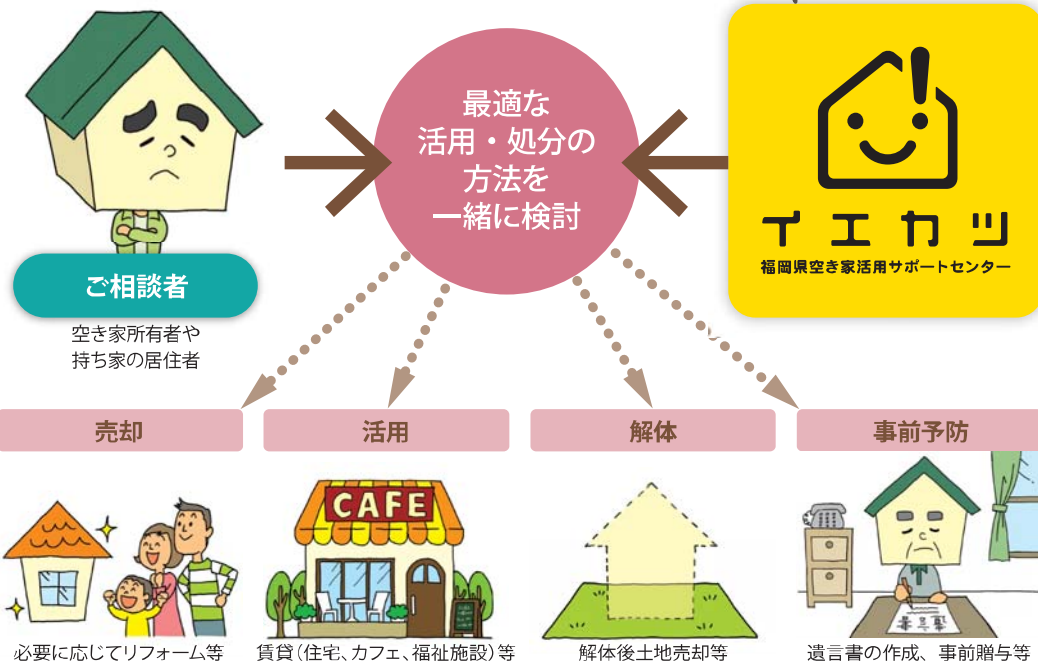 最適な
活用・処分の
方法を
一緒に検討
イエカツ
福岡県空き家活用サポートセンター
ご相談者
空き家所有者や
持ち家の居住者
売却
活用
解体
事前予防
CAFE
遺言書
必要に応じてリフォーム等
賃貸(住宅、カフェ、福祉施設)等
解体後土地売却等
遺言書の作成、事前贈与等